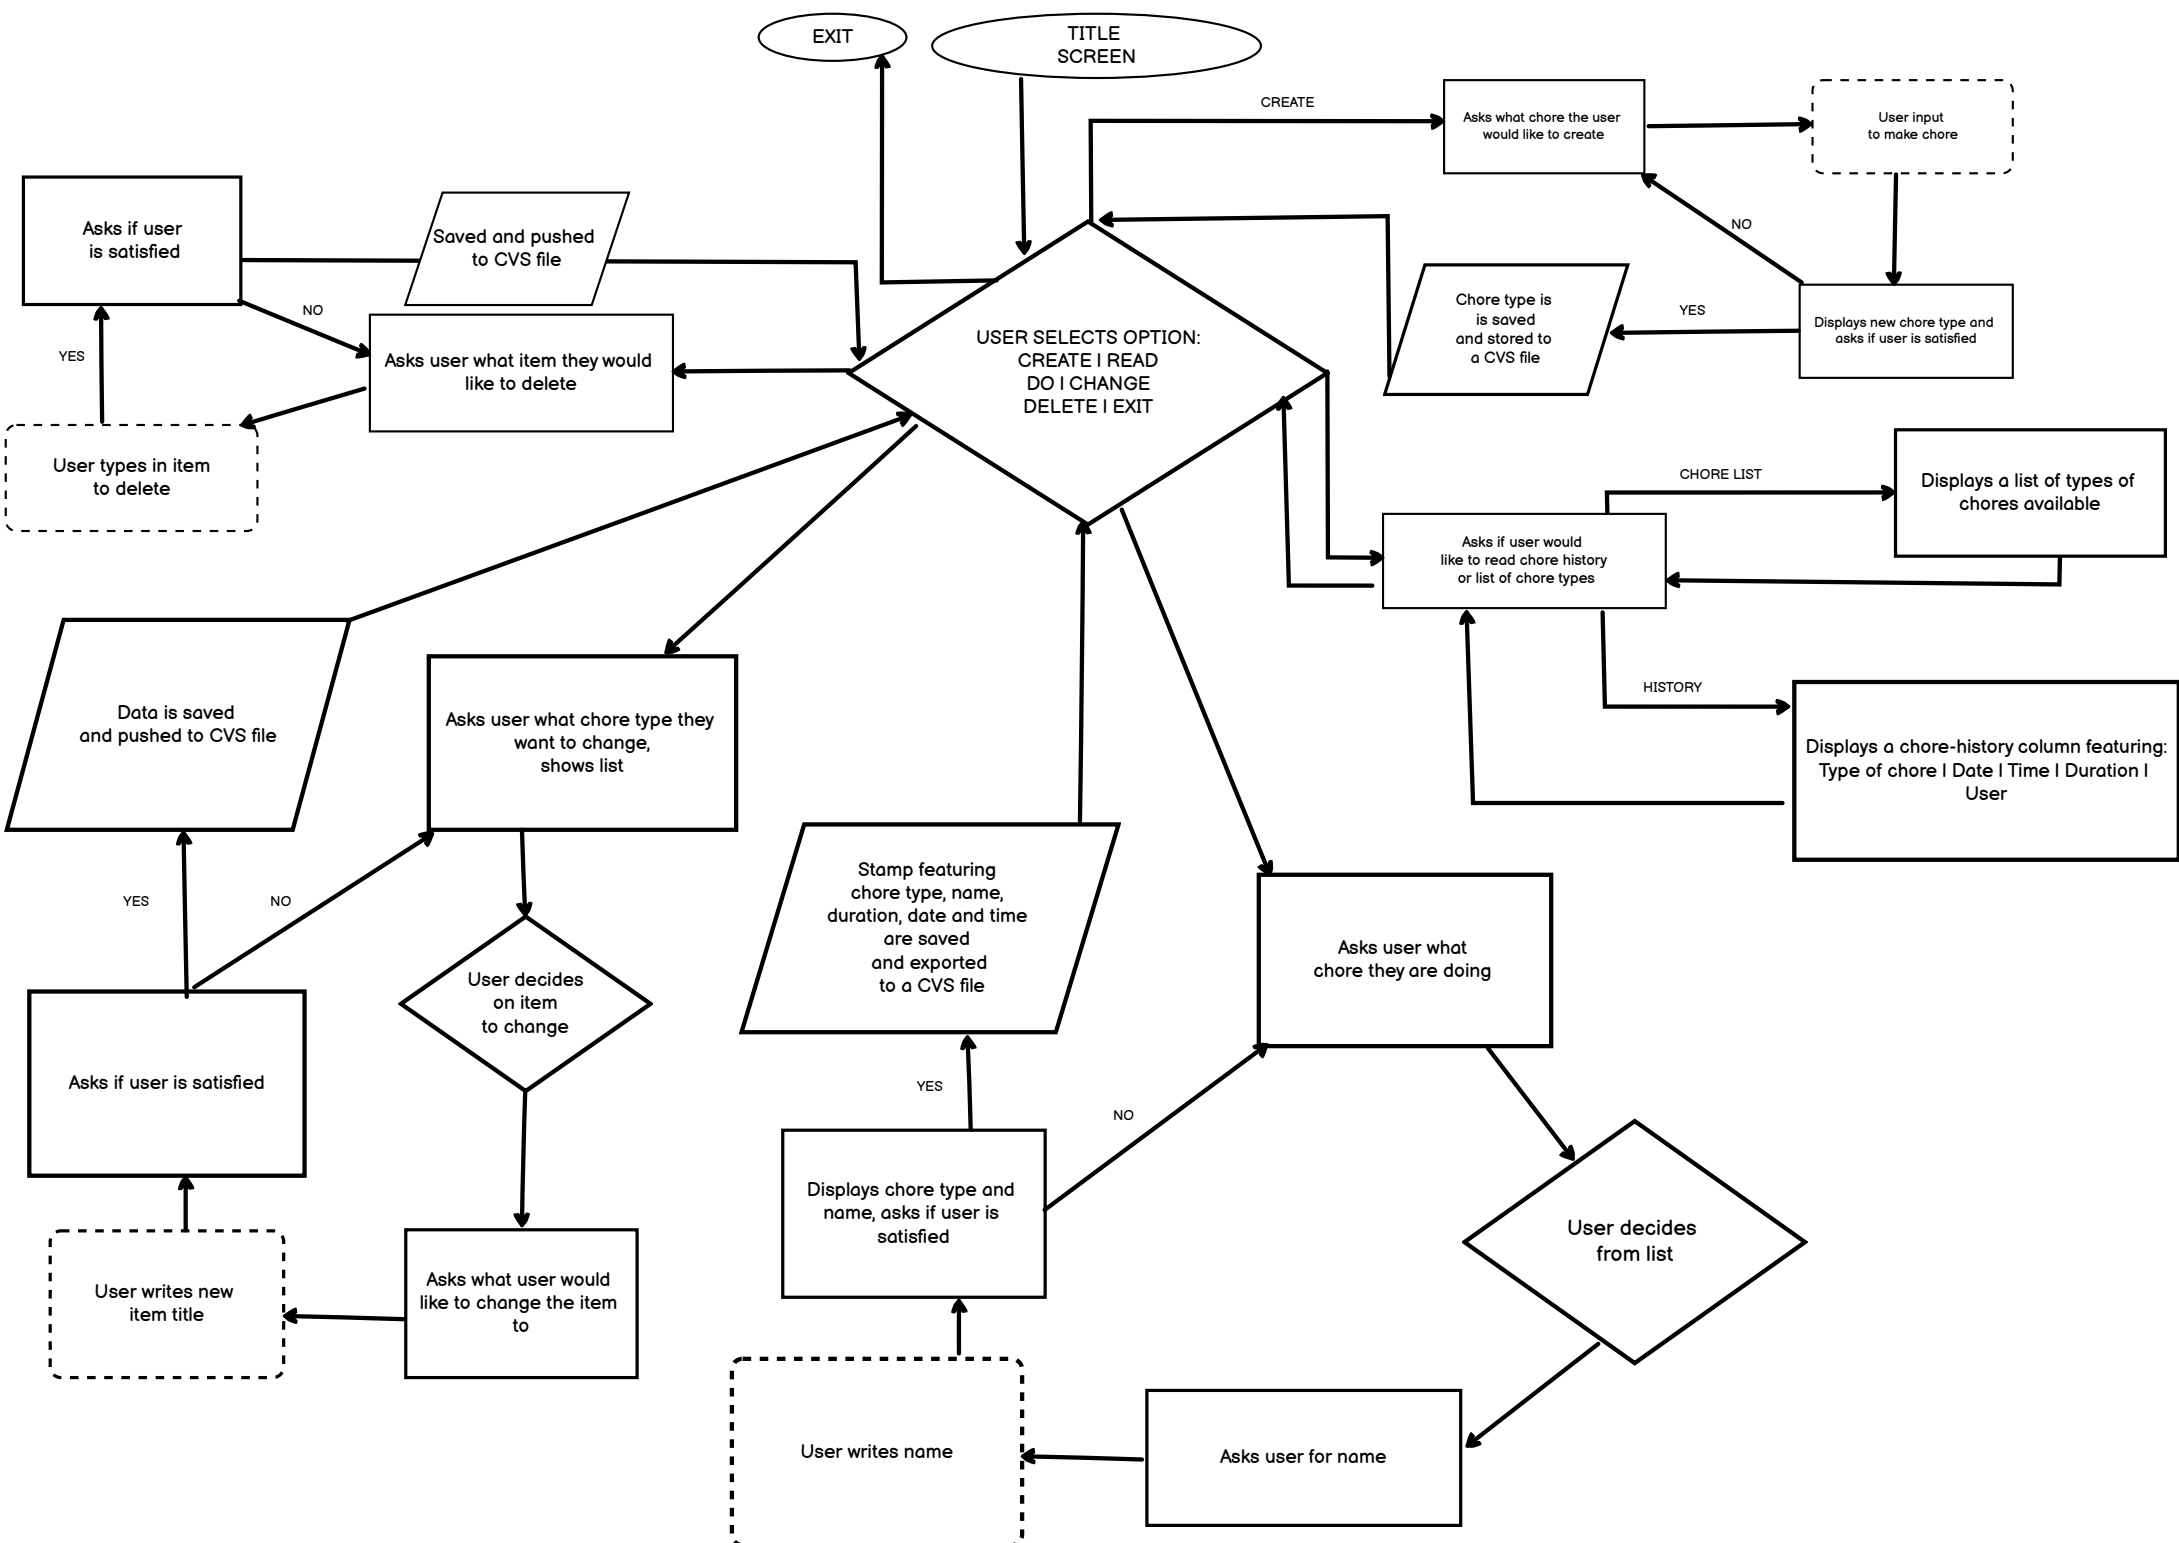 EXIT
TITLE
SCREEN
CREATE
Asks what chore the user
would like to create
User input
to make chore
Asks if user
is satisfied
Saved and pushed
to CVS file
NO
NO
YES
Asks user what item they would
like to delete
USER SELECTS OPTION:
CREATE I READ
DO I CHANGE
DELETE I EXIT
Chore type is
is saved
and stored to
a CVS file
YES
Displays new chore type and
asks if user is satisfied
User types in item
to delete
CHORE LIST
Displays a list of types of
chores available
Asks if user would
like to read chore history
or list of chore types
HISTORY
Displays a chore-history column featuring:
Type of chore I Date I Time I Duration I
User
Data is saved
and pushed to CVS file
Asks user what chore type they
want to change,
shows list
YES
NO
Stamp featuring
chore type, name,
duration, date and time
are saved
and exported
to a CVS file
Asks user what
chore they are doing
User decides
on item
to change
Asks if user is satisfied
YES
NO
Displays chore type and
name, asks if user is
satisfied
User decides
from list
User writes new
item title
Asks what user would
like to change the item
to
User writes name
Asks user for name